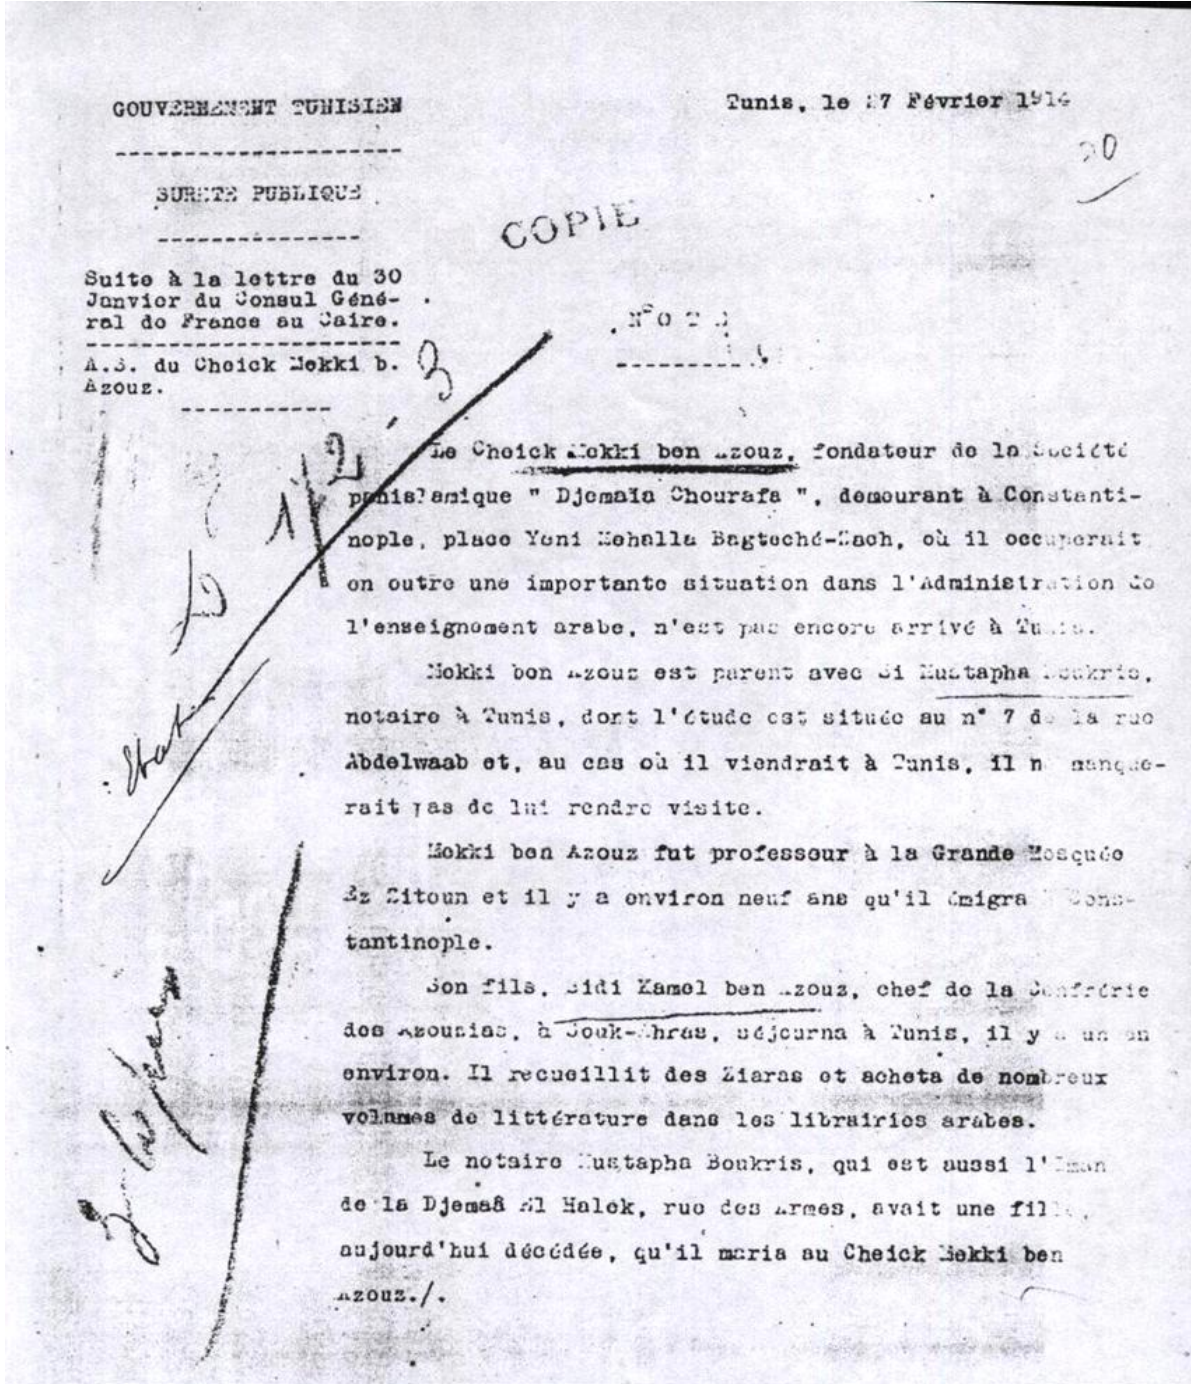 GOUVERNEMENT TUNISIEN
Tunis, le 27 Février 1914
20
SURETE PUBLIQUE
COPIE
Suite à la lettre du 30
Janvier du Consul Géné-
ral de France au Caire.
A.S. du Cheick Mekki b.
Azouz.
N°
3
Le Cheick Mekki ben Azouz, fondateur de la Société
panislamique " Djemaïa Chourafa ", demeurant à Constanti-
nople, place Yeni Mehalla Bagteché-Hach, où il occuperait
en outre une importante situation dans l'Administration de
l'enseignement arabe, n'est pas encore arrivé à Tunis.
Mekki ben Azouz est parent avec Si Mustapha Boukris,
notaire à Tunis, dont l'étude est située au n° 7 de la rue
Abdelwaab et, au cas où il viendrait à Tunis, il ne manque-
rait pas de lui rendre visite.
Mekki ben Azouz fut professeur à la Grande Mosquée
Ez Zitoun et il y a environ neuf ans qu'il émigra à Cons-
tantinople.
Son fils, Sidi Kamel ben Azouz, chef de la Confrérie
des Azouzias, à Souk-Ahras, séjourna à Tunis, il y a un an
environ. Il recueillit des Ziaras et acheta de nombreux
volumes de littérature dans les librairies arabes.
Le notaire Mustapha Boukris, qui est aussi l'Iman
de la Djemaâ El Halek, rue des Armes, avait une fille,
aujourd'hui décédée, qu'il maria au Cheick Mekki ben
Azouz./.